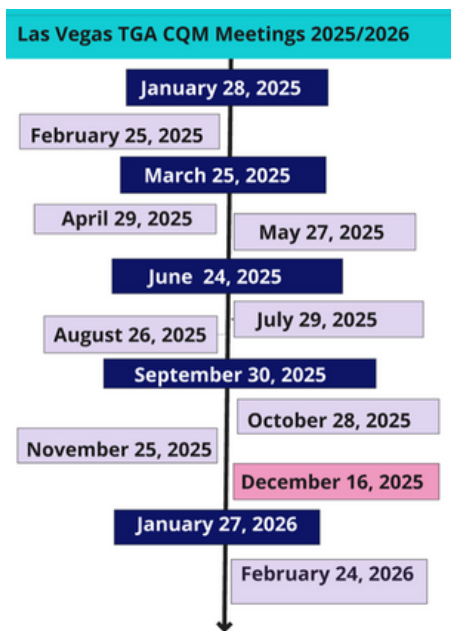 Las Vegas TGA CQM Meetings 2025/2026
January 28, 2025
February 25, 2025
March 25, 2025
April 29, 2025
May 27, 2025
June 24, 2025
July 29, 2025
August 26, 2025
September 30, 2025
October 28, 2025
November 25, 2025
December 16, 2025
January 27, 2026
February 24, 2026